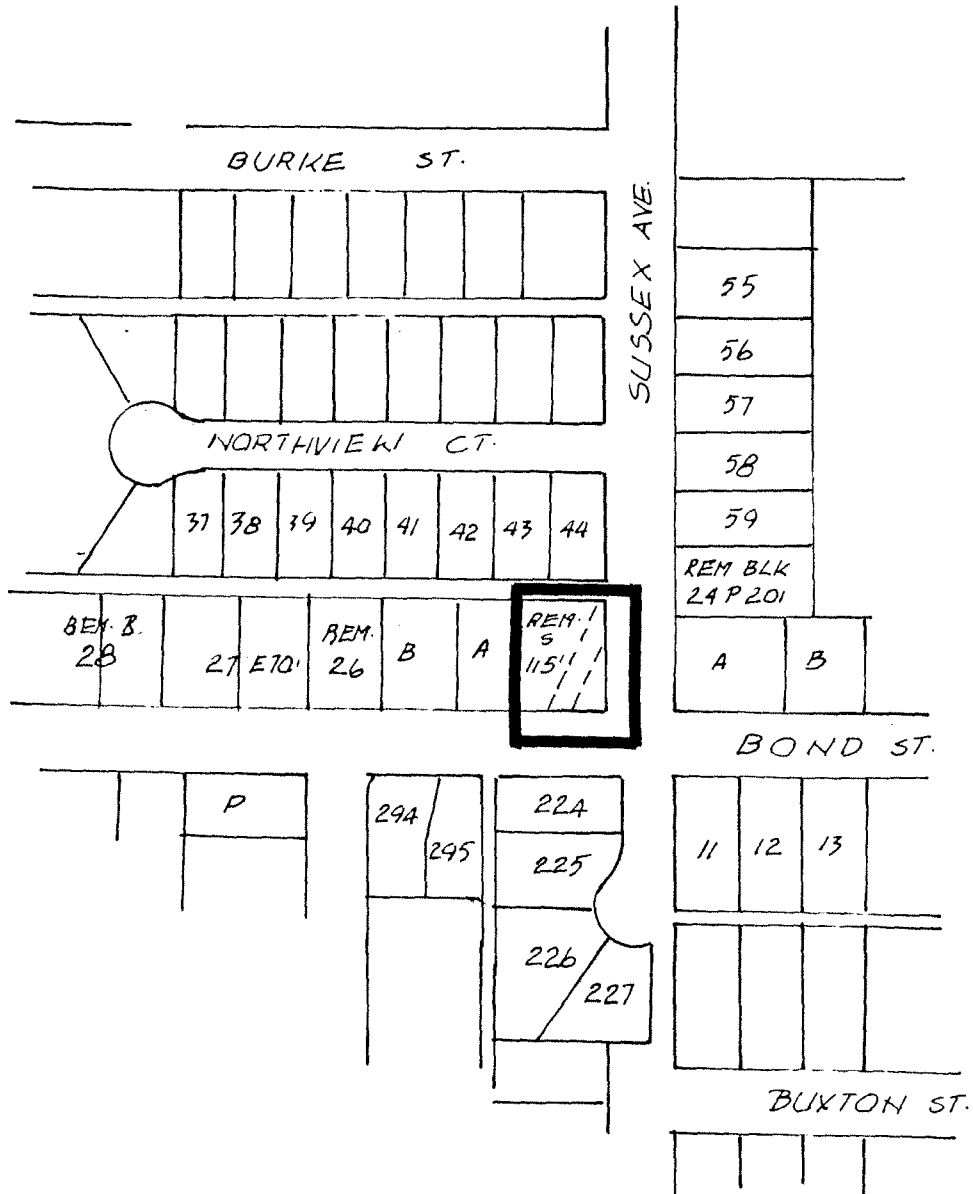 BURKE ST.
SUSSEX AVE.
55
56
57
58
59
REM BLK
24 P 201
NORTHVIEW CT.
37 38 39 40 41 42 43 44
REM. B.
28
27 E70'
REM.
26
B
A
REM.
S
115'
A
B
BOND ST.
P
294
295
224
225
226
227
11 12 13
BUXTON ST.